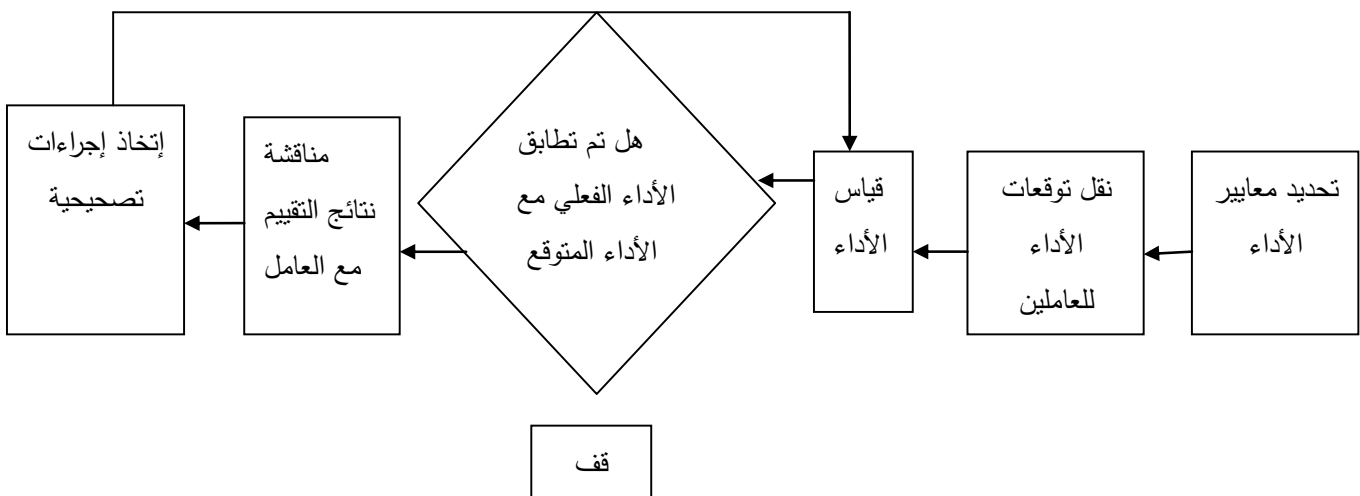 تحديد معايير
الأداء
نقل توقعات
الأداء
للعاملين
قياس
الأداء
هل تم تطابق
الأداء الفعلي مع
الأداء المتوقع
مناقشة
نتائج التقييم
مع العامل
إتخاذ إجراءات
تصحيحية
قف